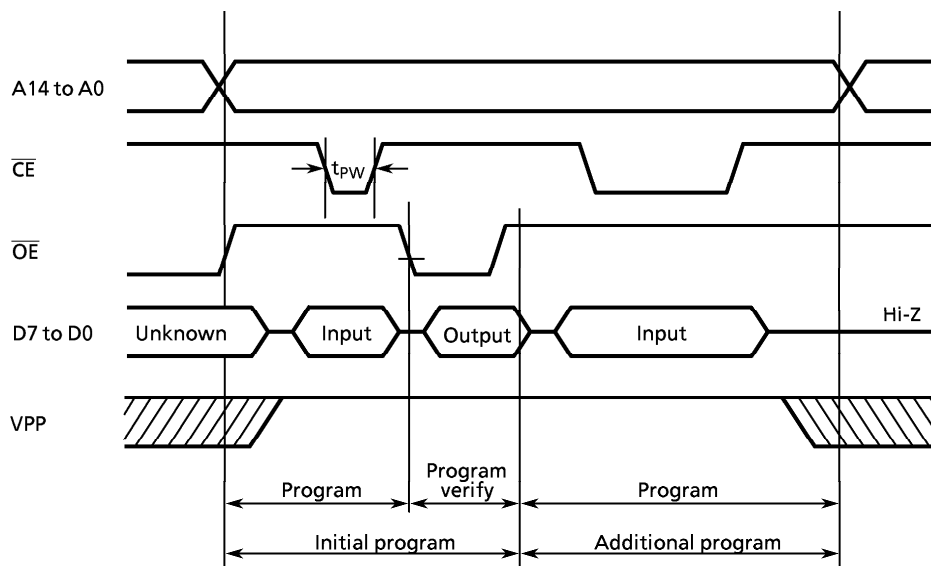 A14 to A0
CE
tPW
OE
D7 to D0
Unknown
Input
Output
Input
Hi-Z
VPP
Program
Program
verify
Program
Initial program
Additional program